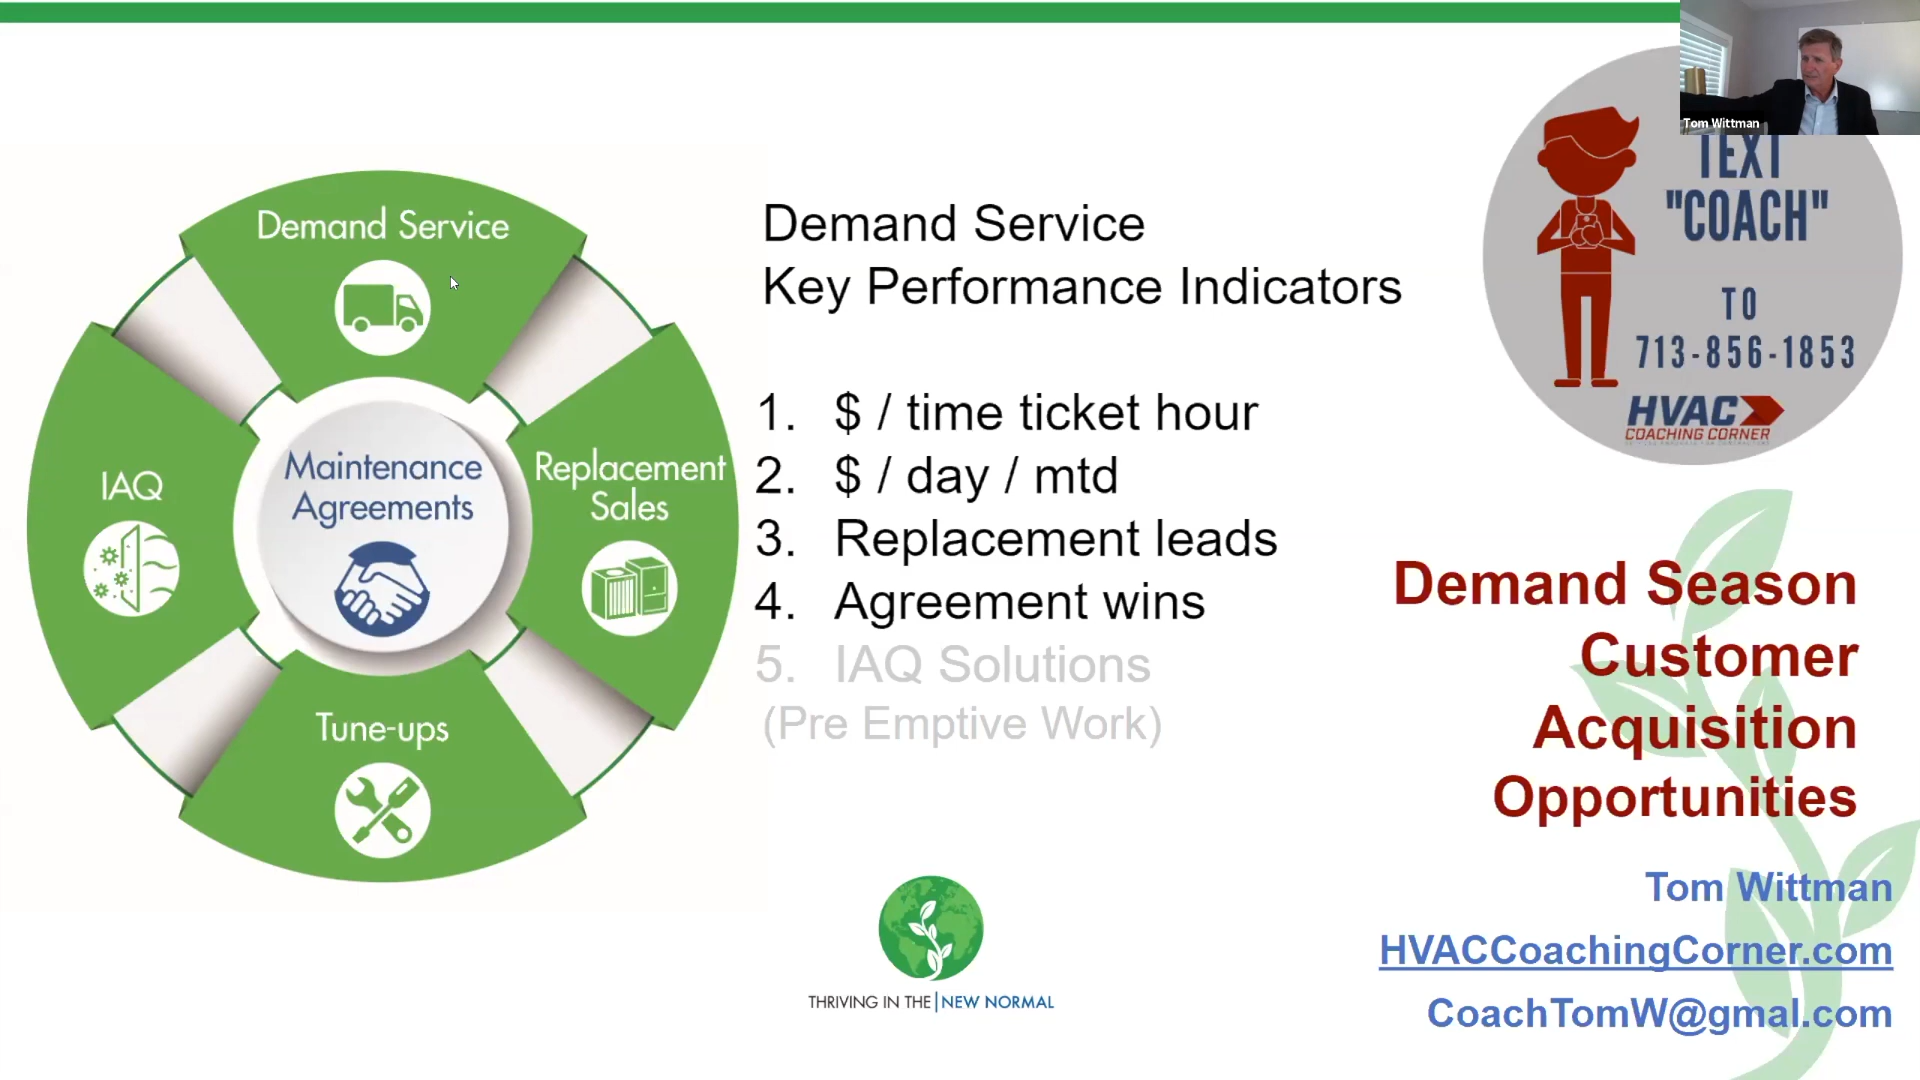 Tom Wittman
Demand Service
IAQ
Maintenance
Agreements
Replacement
Sales
Tune-ups
Demand Service
Key Performance Indicators
1. $ / time ticket hour
2. $ / day / mtd
3. Replacement leads
4. Agreement wins
5. IAQ Solutions
(Pre Emptive Work)
THRIVING IN THE|NEW NORMAL
TEXT
"COACH"
TO
713-856-1853
HVAC
COACHING CORNER
Demand Season
Customer
Acquisition
Opportunities
Tom Wittman
HVACCoachingCorner.com
CoachTomW@gmal.com